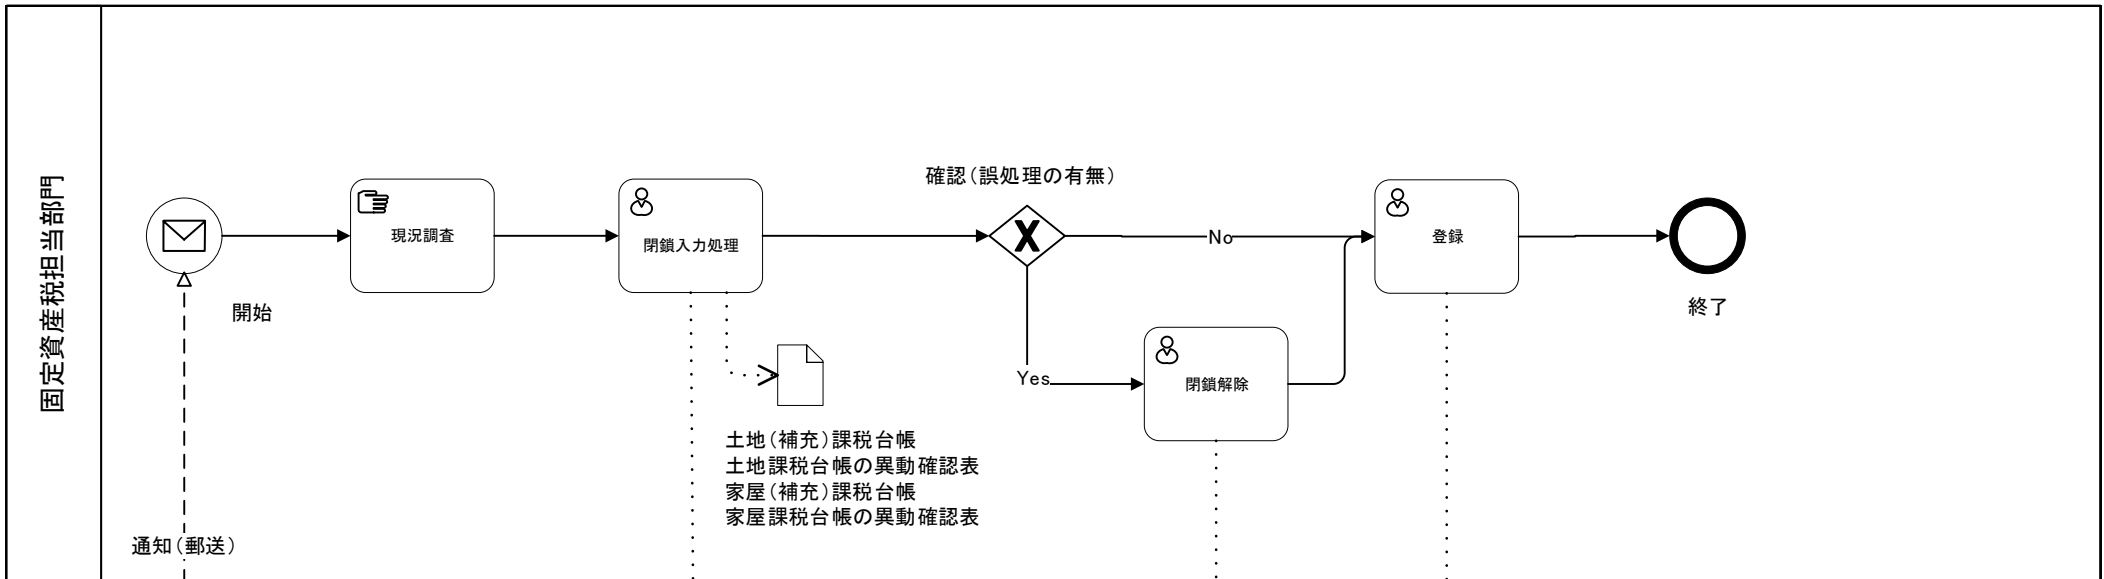 固定資産税担当部門
確認（誤処理の有無）
現況調査
閉鎖入力処理
No
登録
開始
終了
Yes
閉鎖解除
土地（補充）課税台帳
土地課税台帳の異動確認表
家屋（補充）課税台帳
家屋課税台帳の異動確認表
通知（郵送）